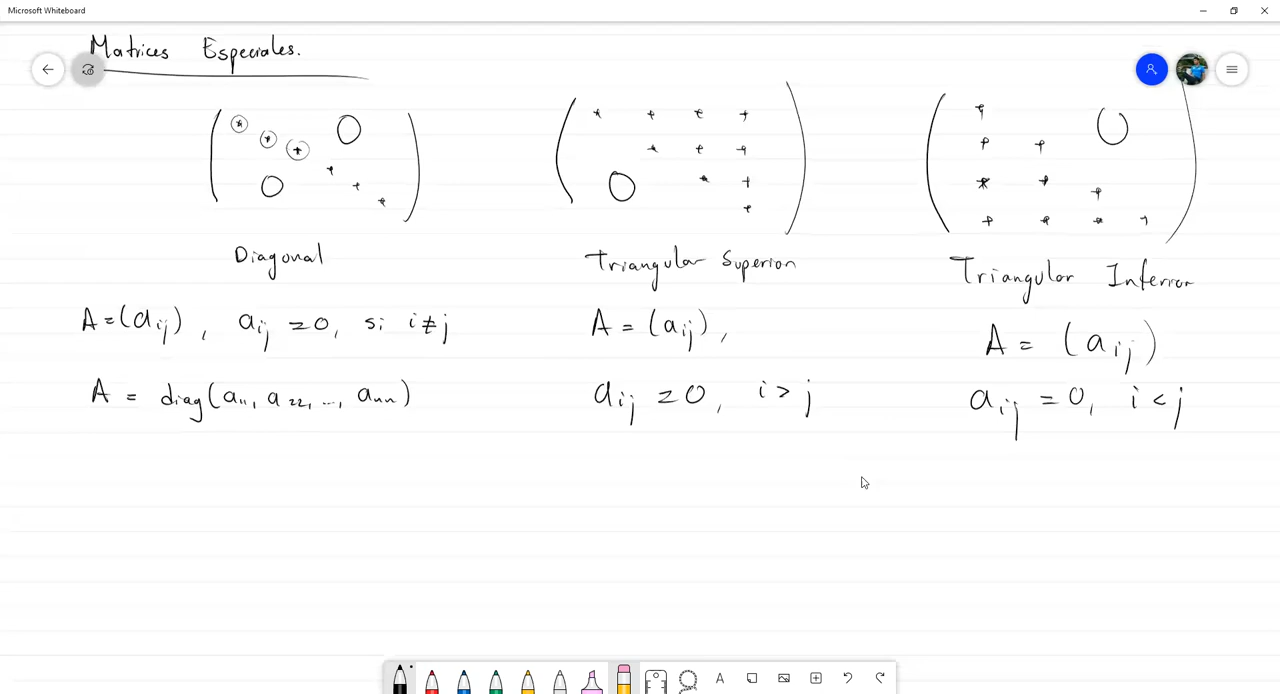 Microsoft Whiteboard
Matrices Especiales.
Diagonal
Triangular Superior
Triangular Inferior
A=(aij), aij=0, si i≠j
A = (aij),
A = (aij)
A = diag(a11, a22, ..., ann)
aij=0, i>j
aij=0, i<j
A